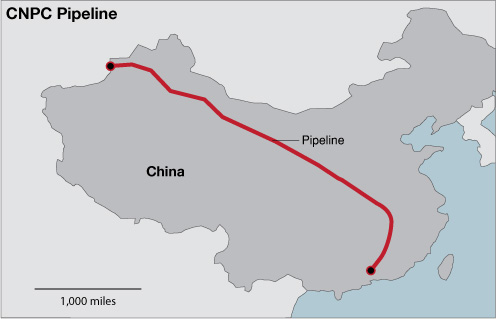 CNPC Pipeline
Pipeline
China
1,000 miles